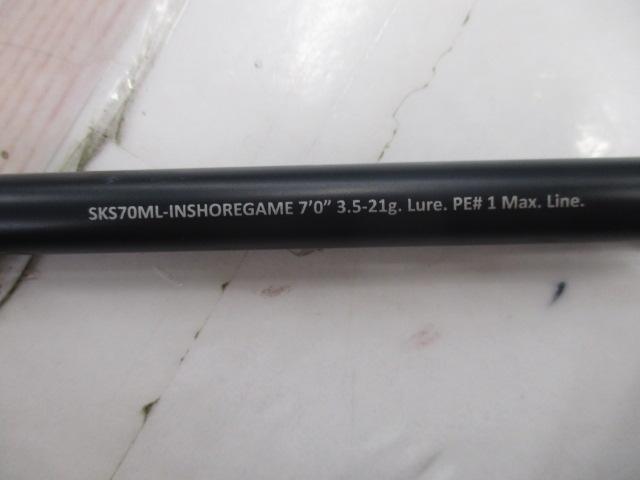 SKS70ML-INSHOREGAME 7'0” 3.5-21g. Lure. PE# 1 Max. Line.